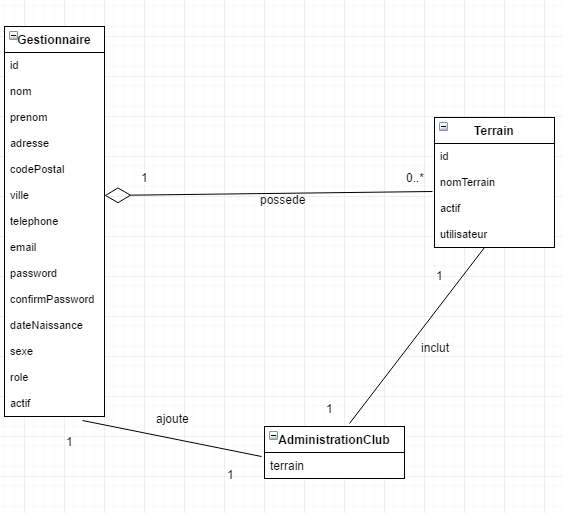 Gestionnaire
id
nom
prenom
adresse
codePostal
ville
telephone
email
password
confirmPassword
dateNaissance
sexe
role
actif
1
0..*
possede
Terrain
id
nomTerrain
actif
utilisateur
1
inclut
1
ajoute
1
1
AdministrationClub
terrain